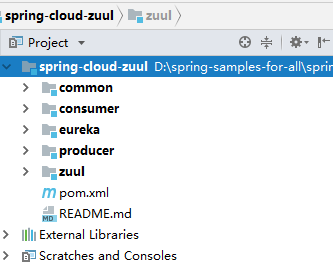 spring-cloud-zuul zuul
Project
spring-cloud-zuul D:\spring-samples-for-all\sprin
common
consumer
eureka
producer
zuul
m pom.xml
MD README.md
External Libraries
Scratches and Consoles